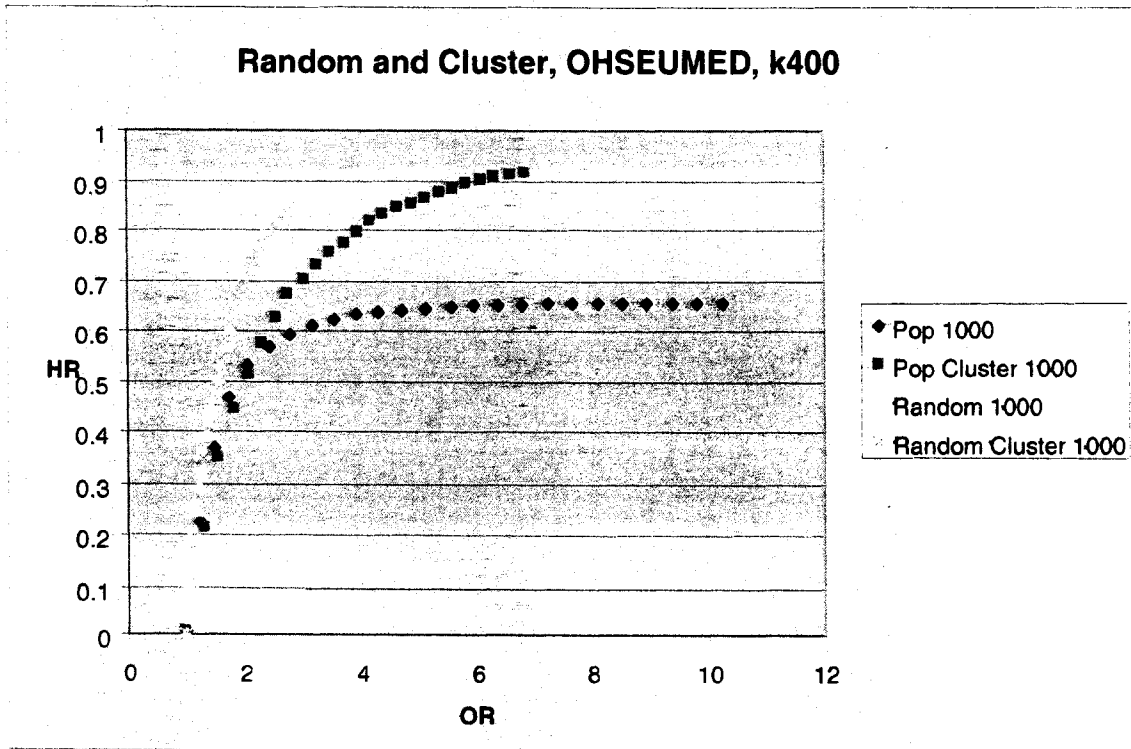 Random and Cluster, OHSEUMED, k400
1
0.9
0.8
0.7
0.6
0.5
0.4
0.3
0.2
0.1
0
HR
0 2 4 6 8 10 12
OR
Pop 1000
Pop Cluster 1000
Random 1000
Random Cluster 1000